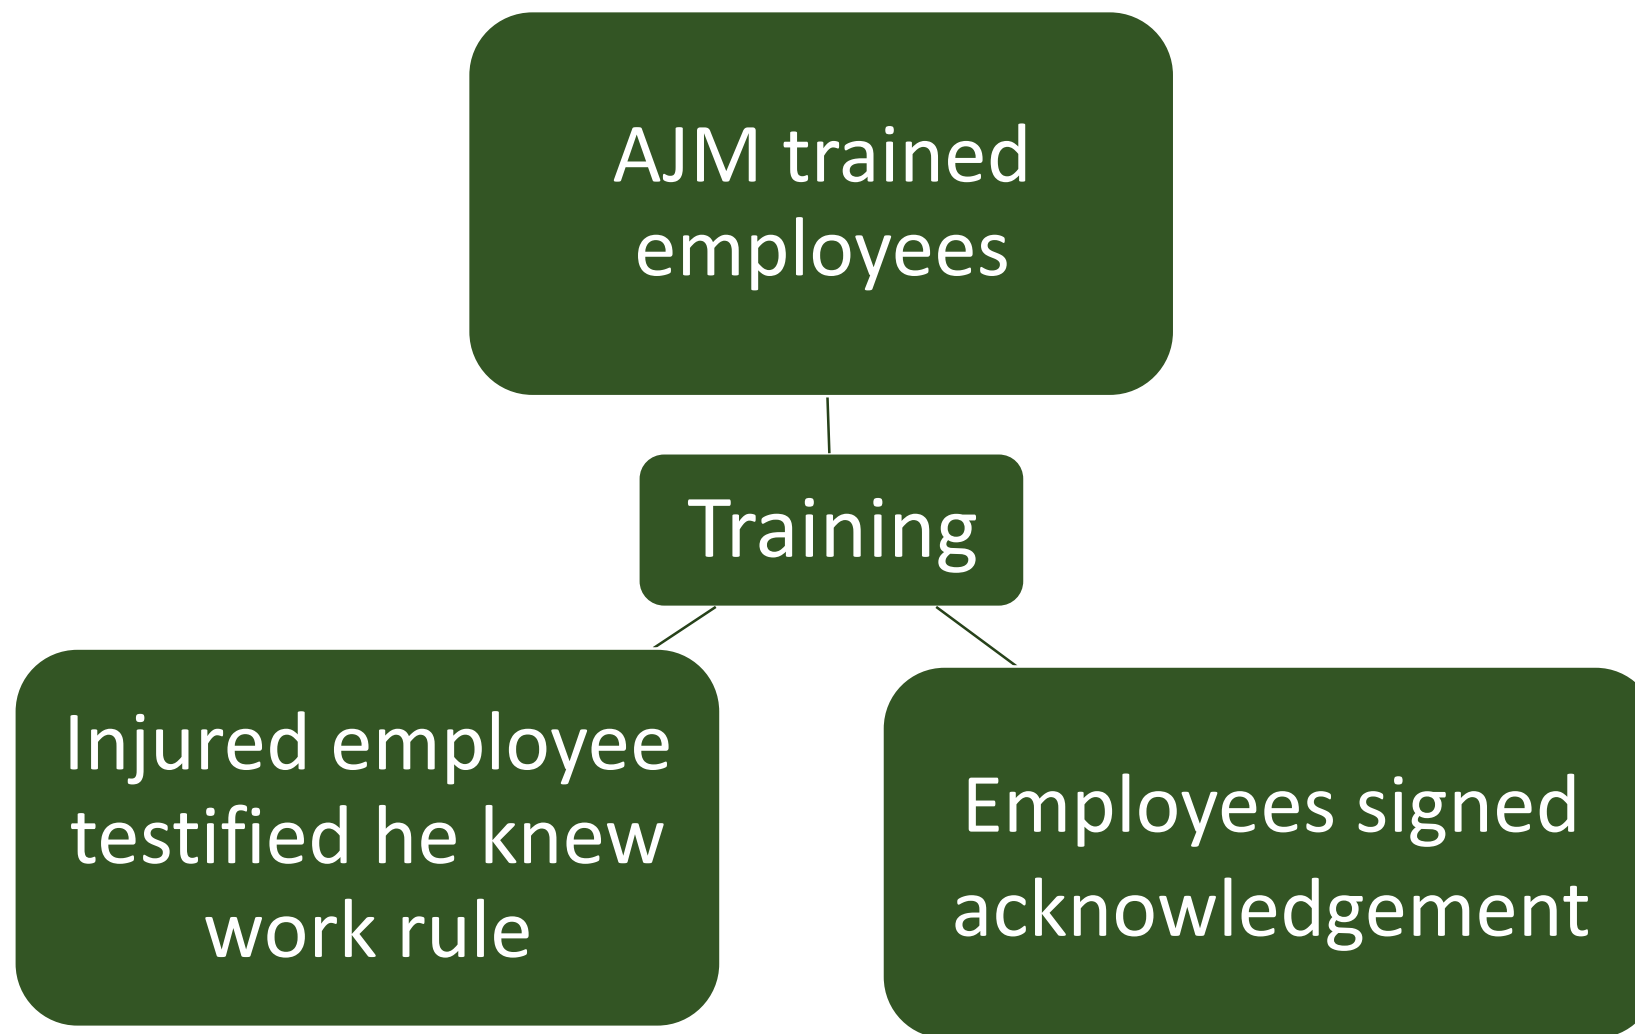 AJM trained
employees
Training
Injured employee
testified he knew
work rule
Employees signed
acknowledgement